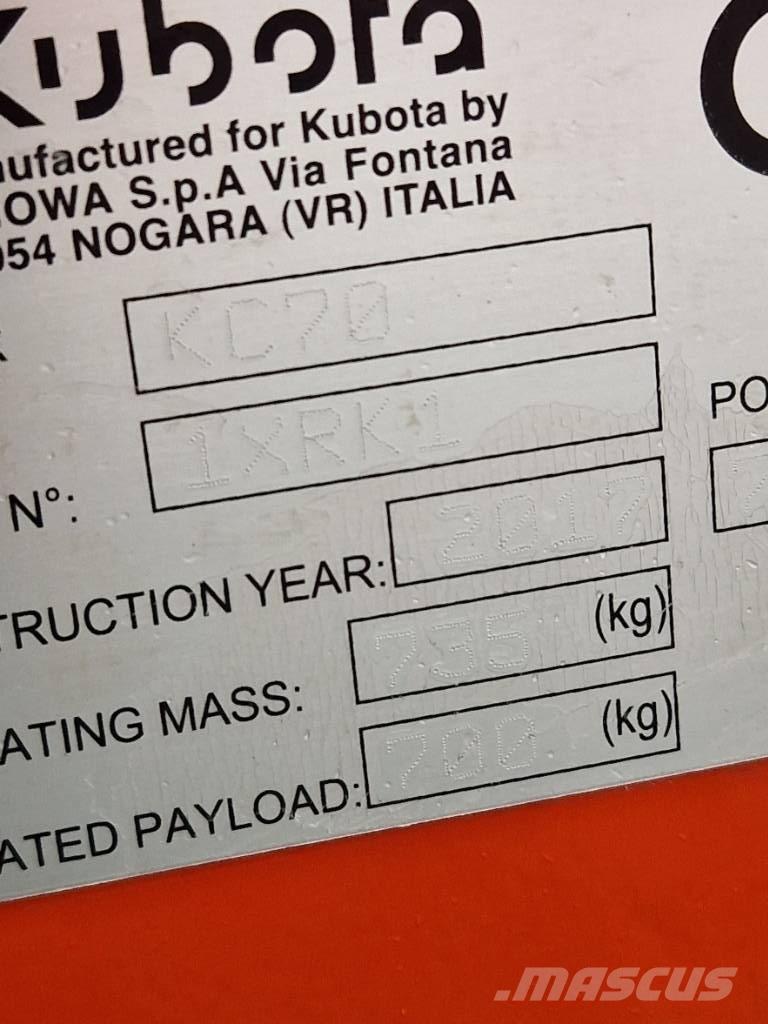 Kubota
nufactured for Kubota by
OWA S.p.A Via Fontana
054 NOGARA (VR) ITALIA
KC70
1XRK1
N°:
PO
TRUCTION YEAR: 2017
ATING MASS: 735 (kg)
ATED PAYLOAD: 700 (kg)
.MASCUS